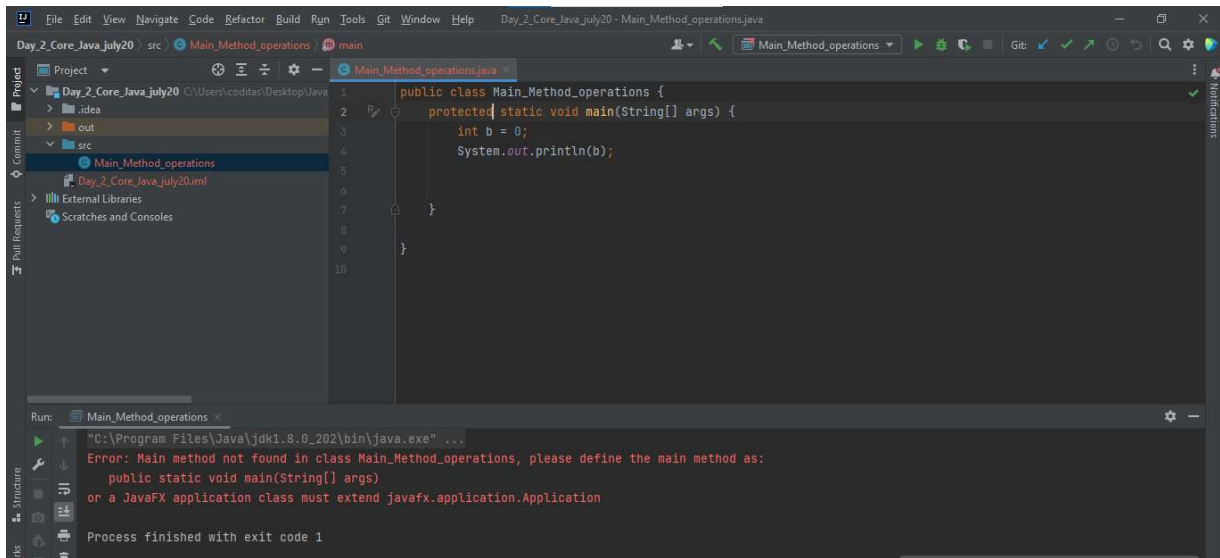 File Edit View Navigate Code Refactor Build Run Tools Git Window Help Day_2_Core_Java_july20 - Main_Method_operations.java
Day_2_Core_Java_july20 src Main_Method_operations main Main_Method_operations Git:
Project
Main_Method_operations.java
Day_2_Core_Java_july20 C:\Users\coditas\Desktop\Java
.idea
out
src
Main_Method_operations
Day_2_Core_Java_july20.iml
External Libraries
Scratches and Consoles
1 public class Main_Method_operations {
2 protected static void main(String[] args) {
3 int b = 0;
4 System.out.println(b);
5
6
7 }
8
9 }
10
Project
Commit
Pull Requests
Structure
Notifications
Run: Main_Method_operations
"C:\Program Files\Java\jdk1.8.0_202\bin\java.exe" ...
Error: Main method not found in class Main_Method_operations, please define the main method as:
public static void main(String[] args)
or a JavaFX application class must extend javafx.application.Application
Process finished with exit code 1